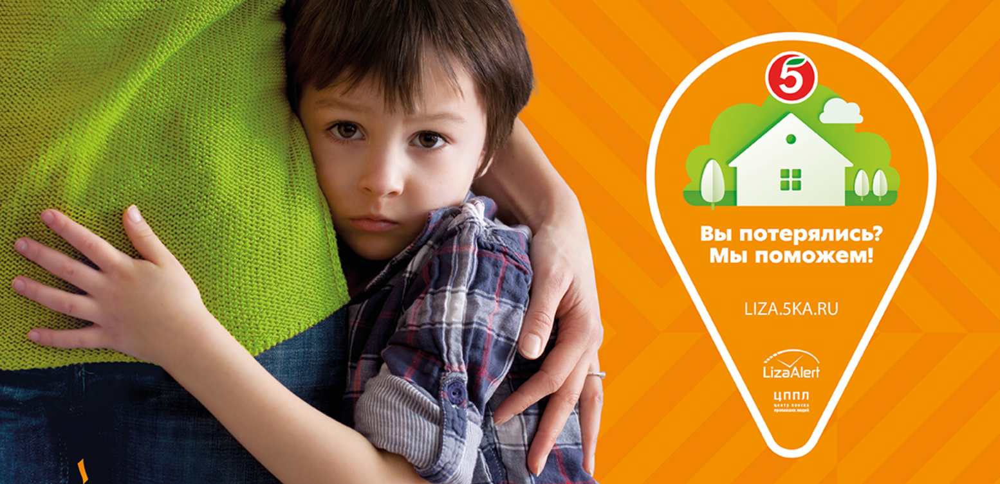 5
Вы потерялись?
Мы поможем!
LIZA.5KA.RU
LizaAlert
ЦППЛ
центр поиска
пропавших людей